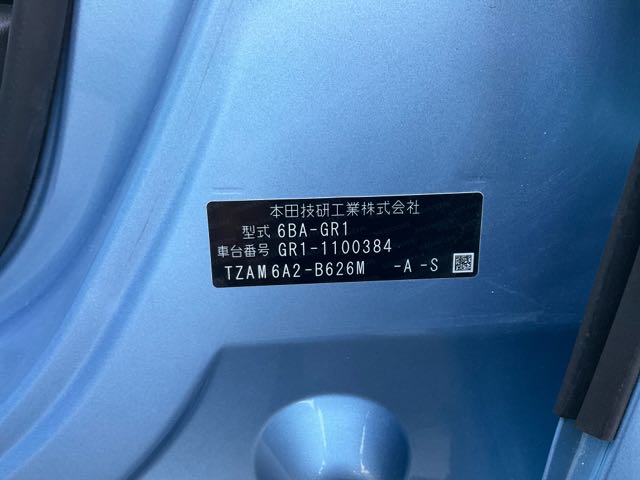 本田技研工業株式会社
型式 6BA-GR1
車台番号 GR1-1100384
TZAM6A2-B626M -A -S